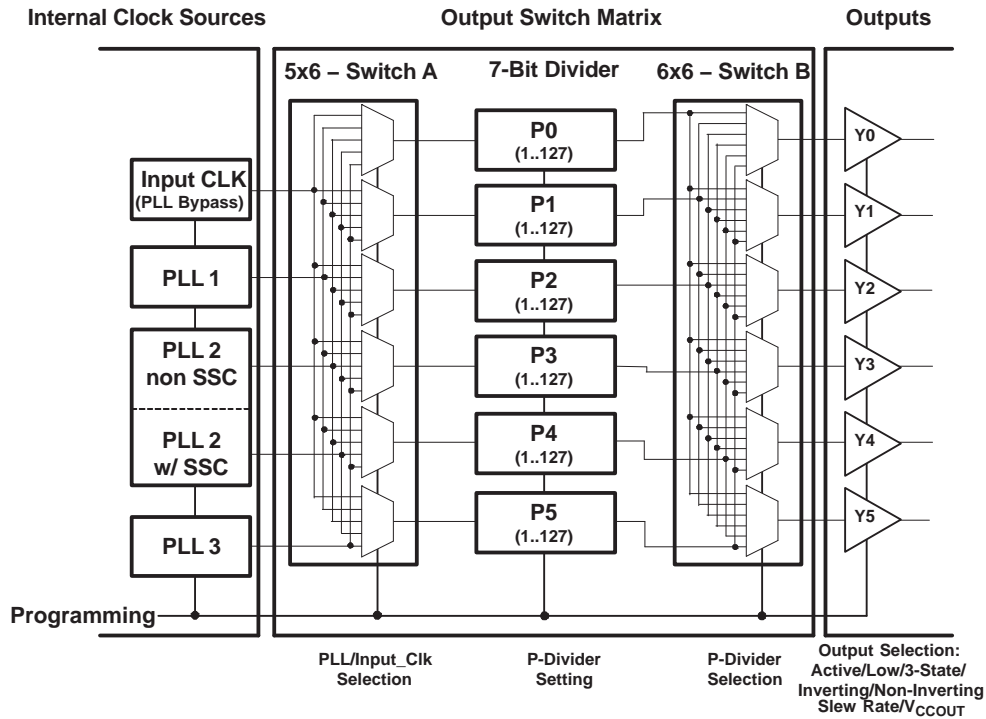 Internal Clock Sources
Output Switch Matrix
Outputs
5x6 – Switch A
7-Bit Divider
6x6 – Switch B
Input CLK
(PLL Bypass)
PLL 1
PLL 2
non SSC
PLL 2
w/ SSC
PLL 3
P0
(1..127)
P1
(1..127)
P2
(1..127)
P3
(1..127)
P4
(1..127)
P5
(1..127)
Y0
Y1
Y2
Y3
Y4
Y5
Programming
PLL/Input_Clk
Selection
P-Divider
Setting
P-Divider
Selection
Output Selection:
Active/Low/3-State/
Inverting/Non-Inverting
Slew Rate/VCCOUT